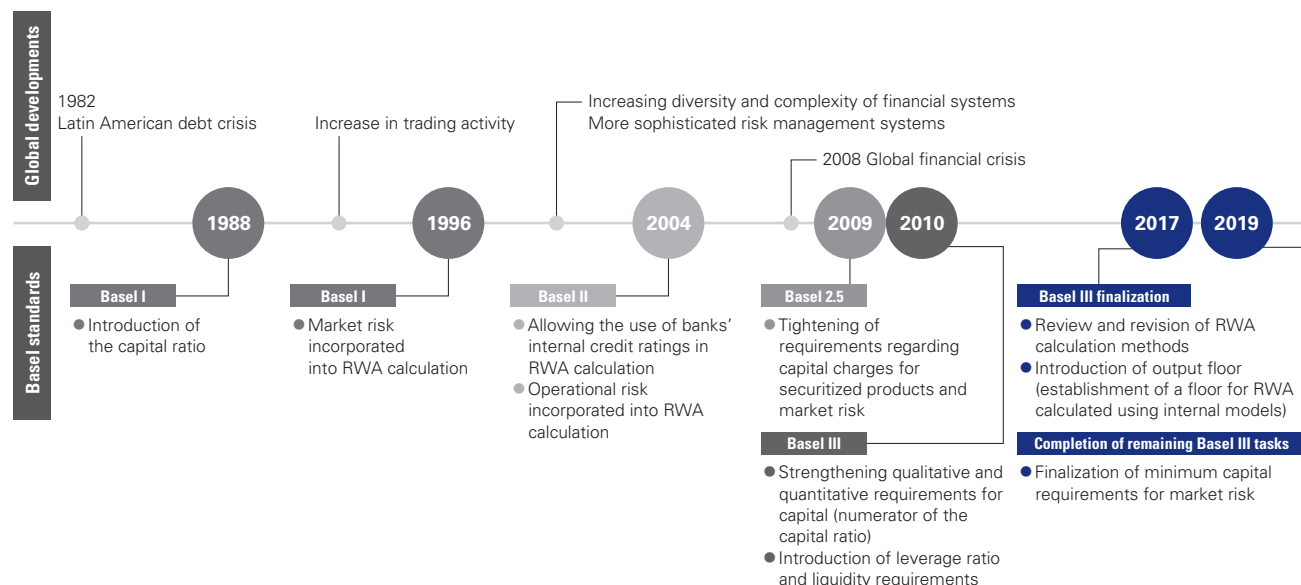 Global developments
1982
Latin American debt crisis
Increase in trading activity
Increasing diversity and complexity of financial systems
More sophisticated risk management systems
2008 Global financial crisis
1988
1996
2004
2009
2010
2017
2019
Basel standards
Basel I
● Introduction of
the capital ratio
Basel I
● Market risk
incorporated
into RWA calculation
Basel II
● Allowing the use of banks’
internal credit ratings in
RWA calculation
● Operational risk
incorporated into RWA
calculation
Basel 2.5
● Tightening of
requirements regarding
capital charges for
securitized products and
market risk
Basel III
● Strengthening qualitative and
quantitative requirements for
capital (numerator of the
capital ratio)
● Introduction of leverage ratio
and liquidity requirements
Basel III finalization
● Review and revision of RWA
calculation methods
● Introduction of output floor
(establishment of a floor for RWA
calculated using internal models)
Completion of remaining Basel III tasks
● Finalization of minimum capital
requirements for market risk